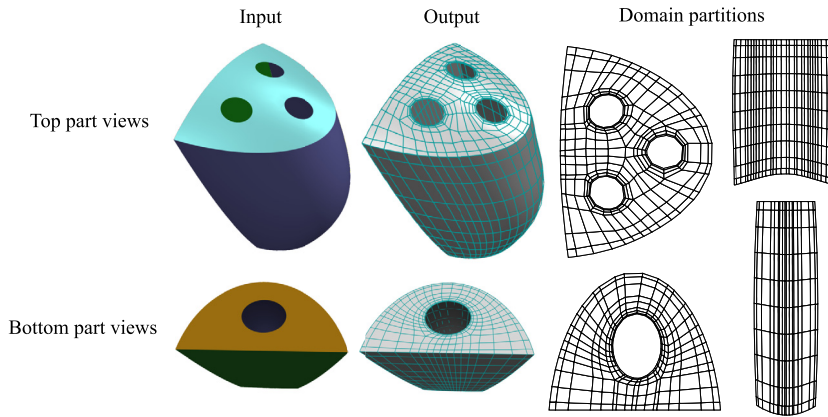 Input
Output
Domain partitions
Top part views
Bottom part views